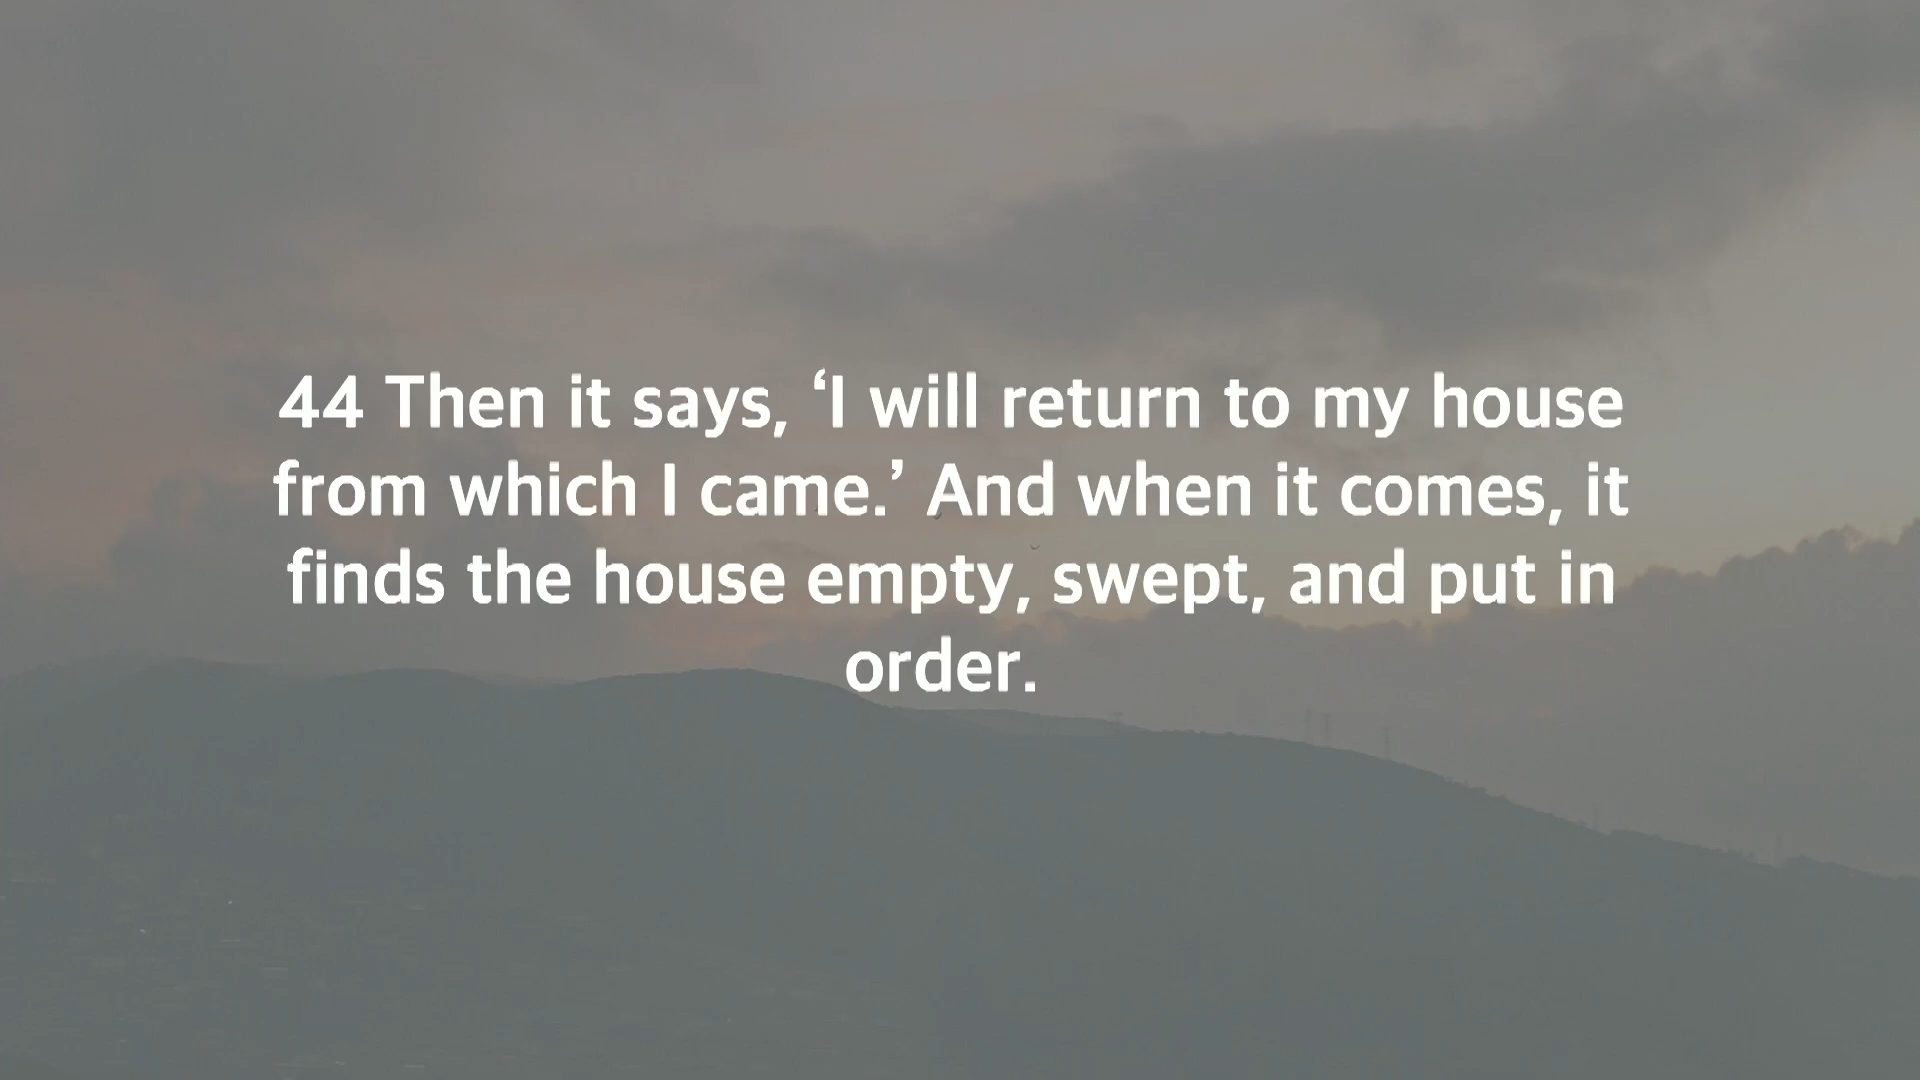 44 Then it says, ‘I will return to my house
from which I came.’ And when it comes, it
finds the house empty, swept, and put in
order.